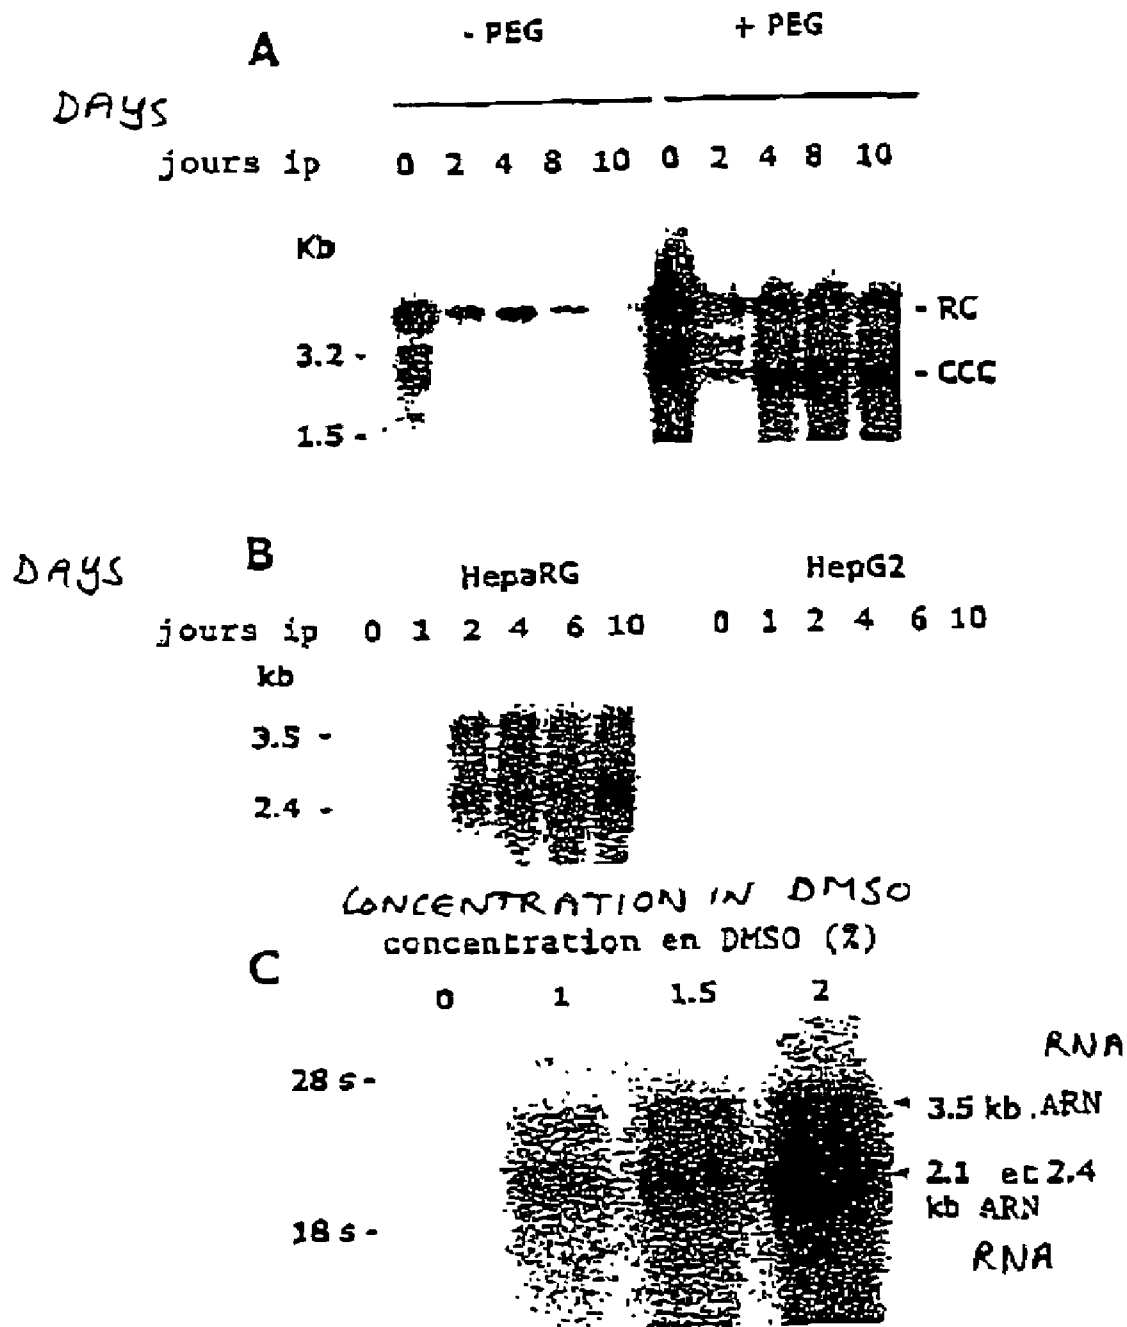 A - PEG + PEG
DAYS
jours ip 0 2 4 8 10 0 2 4 8 10
Kb
- RC
3.2 -
- CCC
1.5 -
B
DAYS
HepaRG HepG2
jours ip 0 1 2 4 6 10 0 1 2 4 6 10
kb
3.5 -
2.4 -
CONCENTRATION IN DMSO
concentration en DMSO (%)
C
0 1 1.5 2
RNA
28 s -
3.5 kb. ARN
2.1 et 2.4
kb ARN
18 s -
RNA